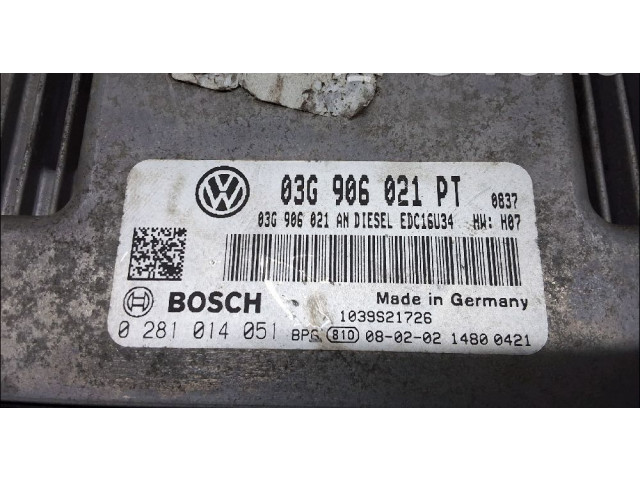 03G 906 021 PT 0837
03G 906 021 AN DIESEL EDC16U34 HW: H07
BOSCH
Made in Germany
1039S21726
0 281 014 051 BPG 810 08-02-02 1480 0421